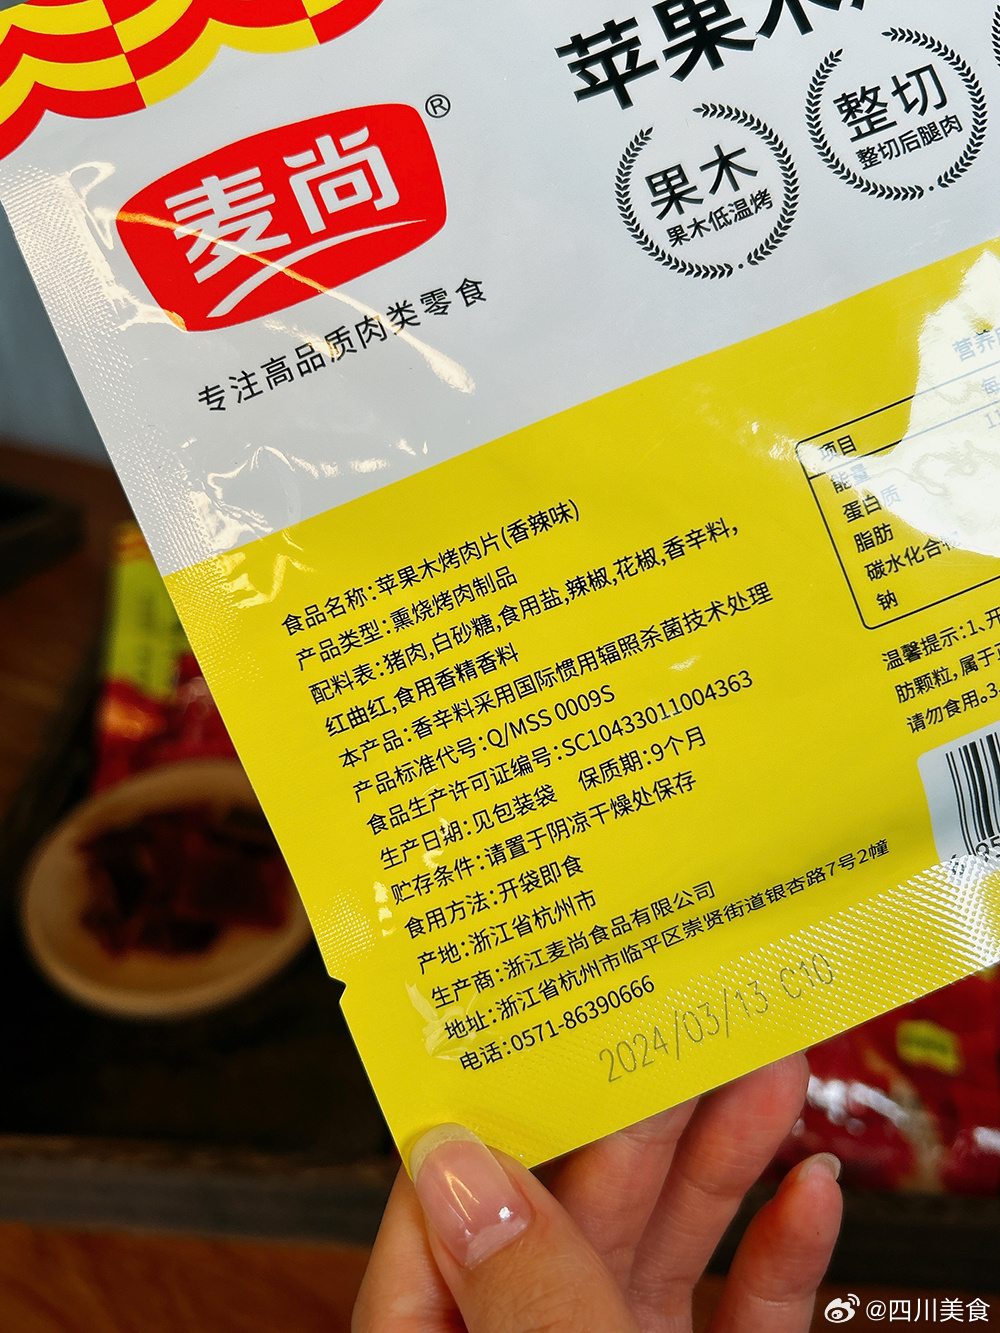 苹果木
麦尚®
专注高品质肉类零食
果木
果木低温烤
整切
整切后腿肉
食品名称:苹果木烤肉片(香辣味)
产品类型:熏烧烤肉制品
配料表:猪肉,白砂糖,食用盐,辣椒,花椒,香辛料,
红曲红,食用香精香料
本产品:香辛料采用国际惯用辐照杀菌技术处理
产品标准代号:Q/MSS 0009S
食品生产许可证编号:SC10433011004363
生产日期:见包装袋 保质期:9个月
贮存条件:请置于阴凉干燥处保存
食用方法:开袋即食
产地:浙江省杭州市
生产商:浙江麦尚食品有限公司
地址:浙江省杭州市临平区崇贤街道银杏路7号2幢
电话:0571-86390666
2024/03/13 C10
营养
项目
能量
蛋白质
脂肪
碳水化合物
钠
温馨提示:1、开
肪颗粒,属于
请勿食用。3.
@四川美食